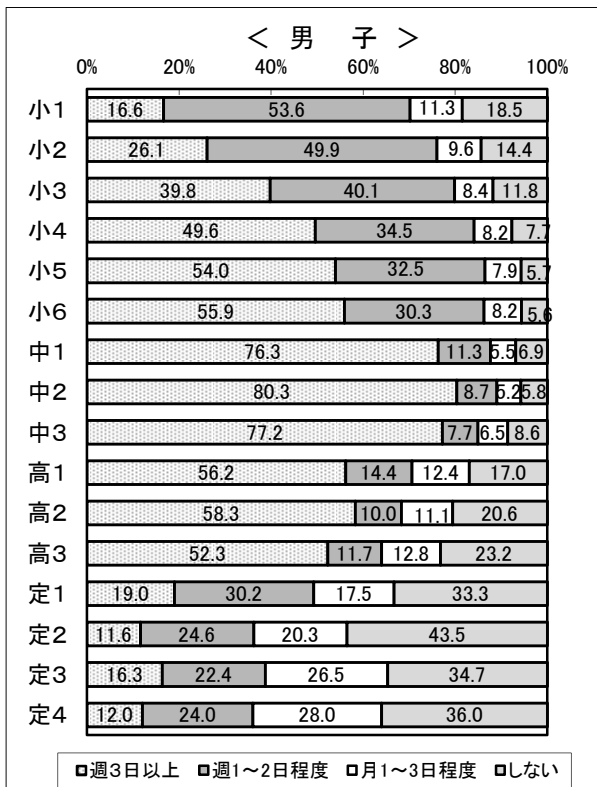 ＜ 男 子 ＞
0% 20% 40% 60% 80% 100%
小1 16.6 53.6 11.3 18.5
小2 26.1 49.9 9.6 14.4
小3 39.8 40.1 8.4 11.8
小4 49.6 34.5 8.2 7.7
小5 54.0 32.5 7.9 5.7
小6 55.9 30.3 8.2 5.6
中1 76.3 11.3 5.5 6.9
中2 80.3 8.7 5.2 5.8
中3 77.2 7.7 6.5 8.6
高1 56.2 14.4 12.4 17.0
高2 58.3 10.0 11.1 20.6
高3 52.3 11.7 12.8 23.2
定1 19.0 30.2 17.5 33.3
定2 11.6 24.6 20.3 43.5
定3 16.3 22.4 26.5 34.7
定4 12.0 24.0 28.0 36.0
週3日以上 週1～2日程度 月1～3日程度 しない